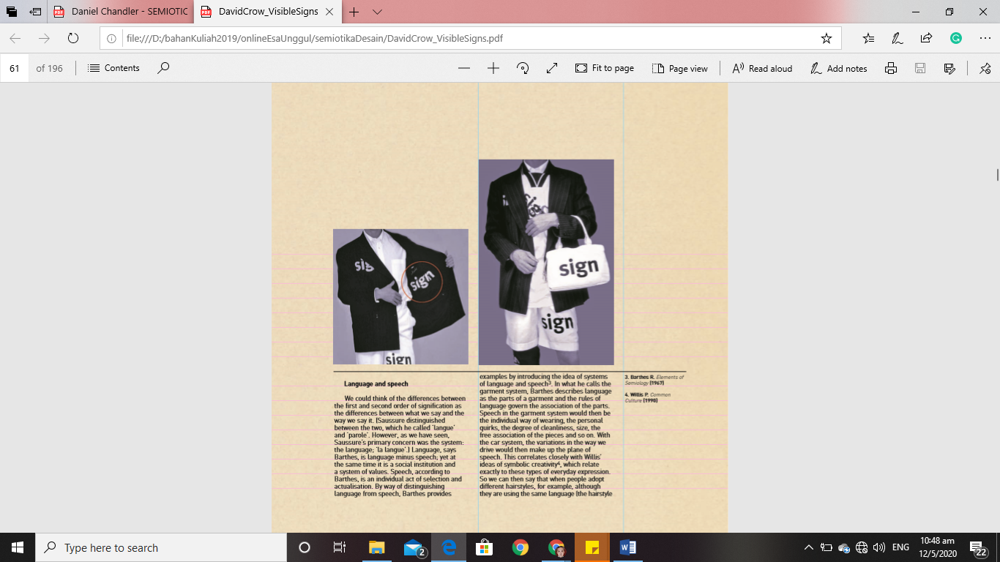 Daniel Chandler - SEMIOTIC
DavidCrow_VisibleSigns
file:///D:/bahanKuliah2019/onlineEsaUnggul/semiotikaDesain/DavidCrow_VisibleSigns.pdf
61 of 196 Contents Fit to page Page view Read aloud Add notes
sign
sign
sign
sign
sign
Language and speech
We could think of the differences between
the first and second order of signification as
the differences between what we say and the
way we say it. (Saussure distinguished
between the two, which he called ‘langue’
and ‘parole’. However, as we have seen,
Saussure’s primary concern was the system:
the language; ‘la langue’.) Language, says
Barthes, is language minus speech; yet at
the same time it is a social institution and
a system of values. Speech, according to
Barthes, is an individual act of selection and
actualisation. By way of distinguishing
language from speech, Barthes provides
examples by introducing the idea of systems
of language and speech³. In what he calls the
garment system, Barthes describes language
as the parts of a garment and the rules of
language govern the association of the parts.
Speech in the garment system would then be
the individual way of wearing, the personal
quirks, the degree of cleanliness, size, the
free association of the pieces and so on. With
the car system, the variations in the way we
drive would then make up the plane of
speech. This correlates closely with Willis’
ideas of symbolic creativity⁴, which relate
exactly to these types of everyday expression.
So we can then say that when people adopt
different hairstyles, for example, although
they are using the same language (the hairstyle
3. Barthes R. Elements of
Semiology (1967)
4. Willis P. Common
Culture (1990)
Type here to search
2
ENG
10:48 am
12/5/2020
22